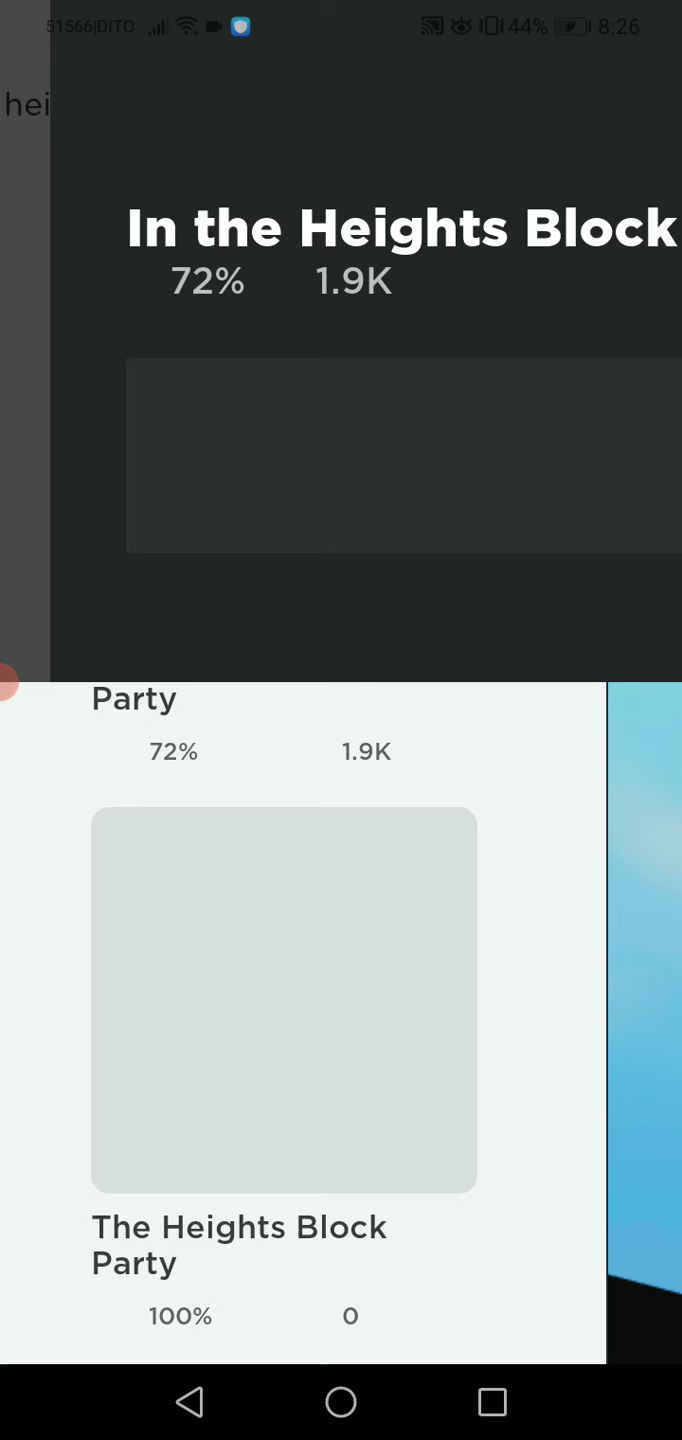 51566|DITO 44% 8:26
hei
In the Heights Block
72% 1.9K
Party
72% 1.9K
The Heights Block
Party
100% 0